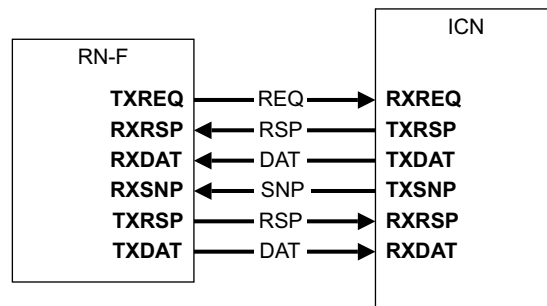 ICN
RN-F
TXREQ REQ RXREQ
RXRSP RSP TXRSP
RXDAT DAT TXDAT
RXSNP SNP TXSNP
TXRSP RSP RXRSP
TXDAT DAT RXDAT